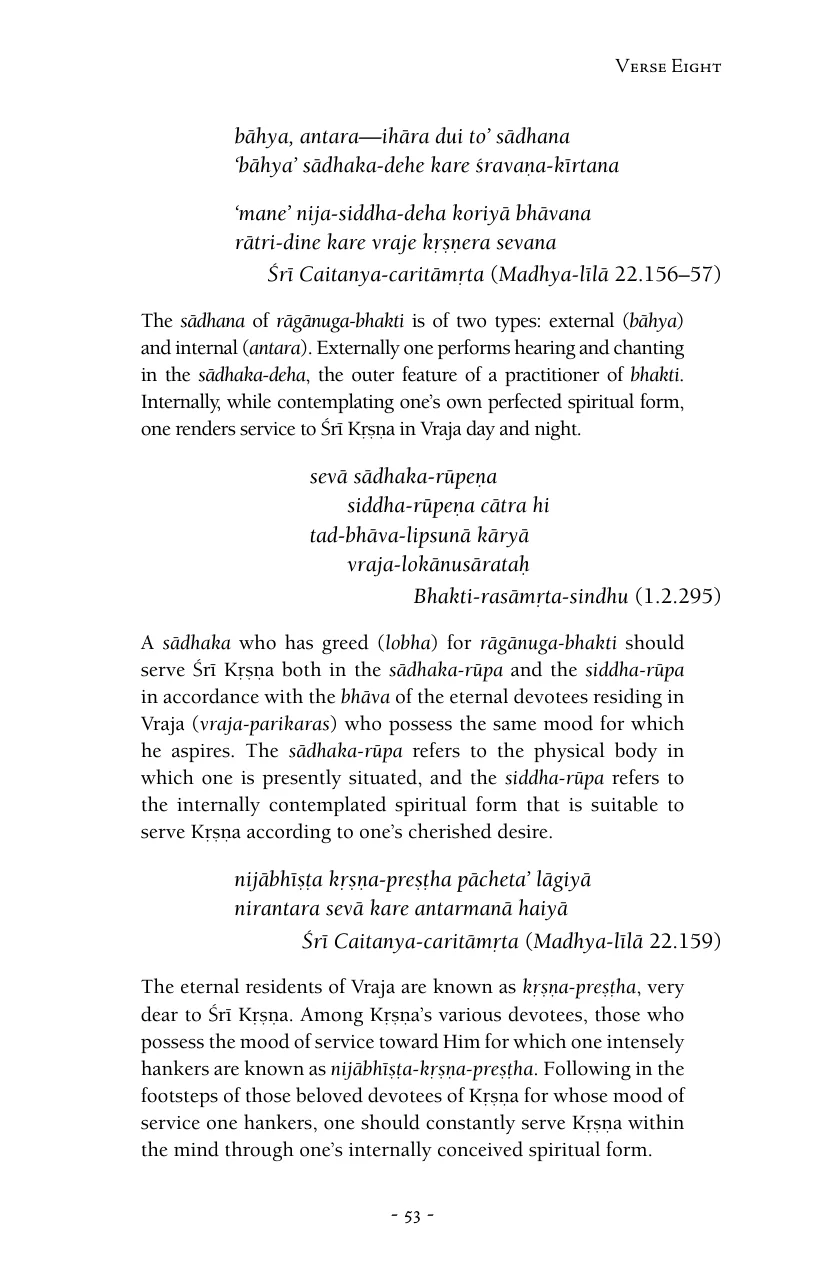 Verse Eight
bāhya, antara—ihāra dui to’ sādhana
‘bāhya’ sādhaka-dehe kare śravaṇa-kīrtana
‘mane’ nija-siddha-deha koriyā bhāvana
rātri-dine kare vraje kṛṣṇera sevana
Śrī Caitanya-caritāmṛta (Madhya-līlā 22.156–57)
The sādhana of rāgānuga-bhakti is of two types: external (bāhya)
and internal (antara). Externally one performs hearing and chanting
in the sādhaka-deha, the outer feature of a practitioner of bhakti.
Internally, while contemplating one’s own perfected spiritual form,
one renders service to Śrī Kṛṣṇa in Vraja day and night.
sevā sādhaka-rūpeṇa
siddha-rūpeṇa cātra hi
tad-bhāva-lipsunā kāryā
vraja-lokānusārataḥ
Bhakti-rasāmṛta-sindhu (1.2.295)
A sādhaka who has greed (lobha) for rāgānuga-bhakti should
serve Śrī Kṛṣṇa both in the sādhaka-rūpa and the siddha-rūpa
in accordance with the bhāva of the eternal devotees residing in
Vraja (vraja-parikaras) who possess the same mood for which
he aspires. The sādhaka-rūpa refers to the physical body in
which one is presently situated, and the siddha-rūpa refers to
the internally contemplated spiritual form that is suitable to
serve Kṛṣṇa according to one’s cherished desire.
nijābhīṣṭa kṛṣṇa-preṣṭha pācheta’ lāgiyā
nirantara sevā kare antarmanā haiyā
Śrī Caitanya-caritāmṛta (Madhya-līlā 22.159)
The eternal residents of Vraja are known as kṛṣṇa-preṣṭha, very
dear to Śrī Kṛṣṇa. Among Kṛṣṇa’s various devotees, those who
possess the mood of service toward Him for which one intensely
hankers are known as nijābhīṣṭa-kṛṣṇa-preṣṭha. Following in the
footsteps of those beloved devotees of Kṛṣṇa for whose mood of
service one hankers, one should constantly serve Kṛṣṇa within
the mind through one’s internally conceived spiritual form.
- 53 -